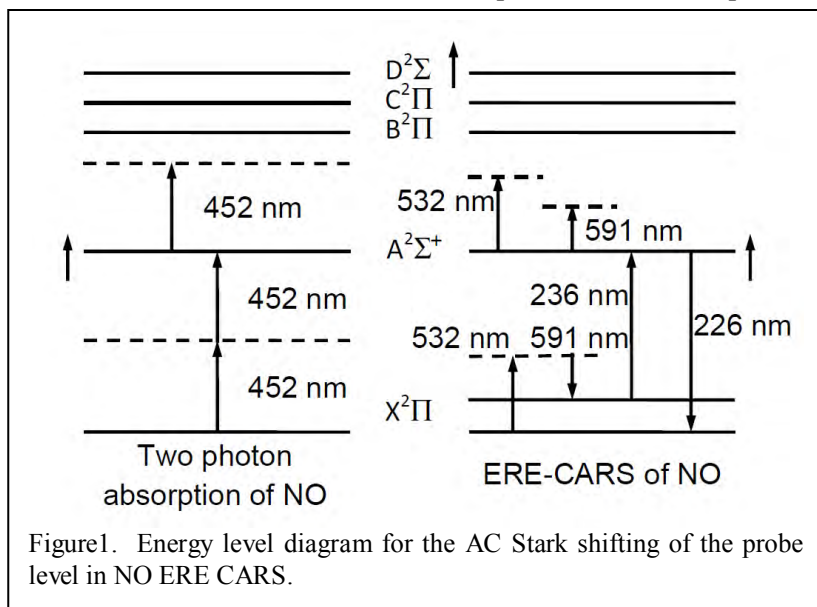 D²Σ
C²Π
B²Π
452 nm
532 nm
591 nm
A²Σ⁺
452 nm
236 nm
226 nm
532 nm 591 nm
452 nm
X²Π
Two photon
absorption of NO
ERE-CARS of NO
Figure1. Energy level diagram for the AC Stark shifting of the probe
level in NO ERE CARS.